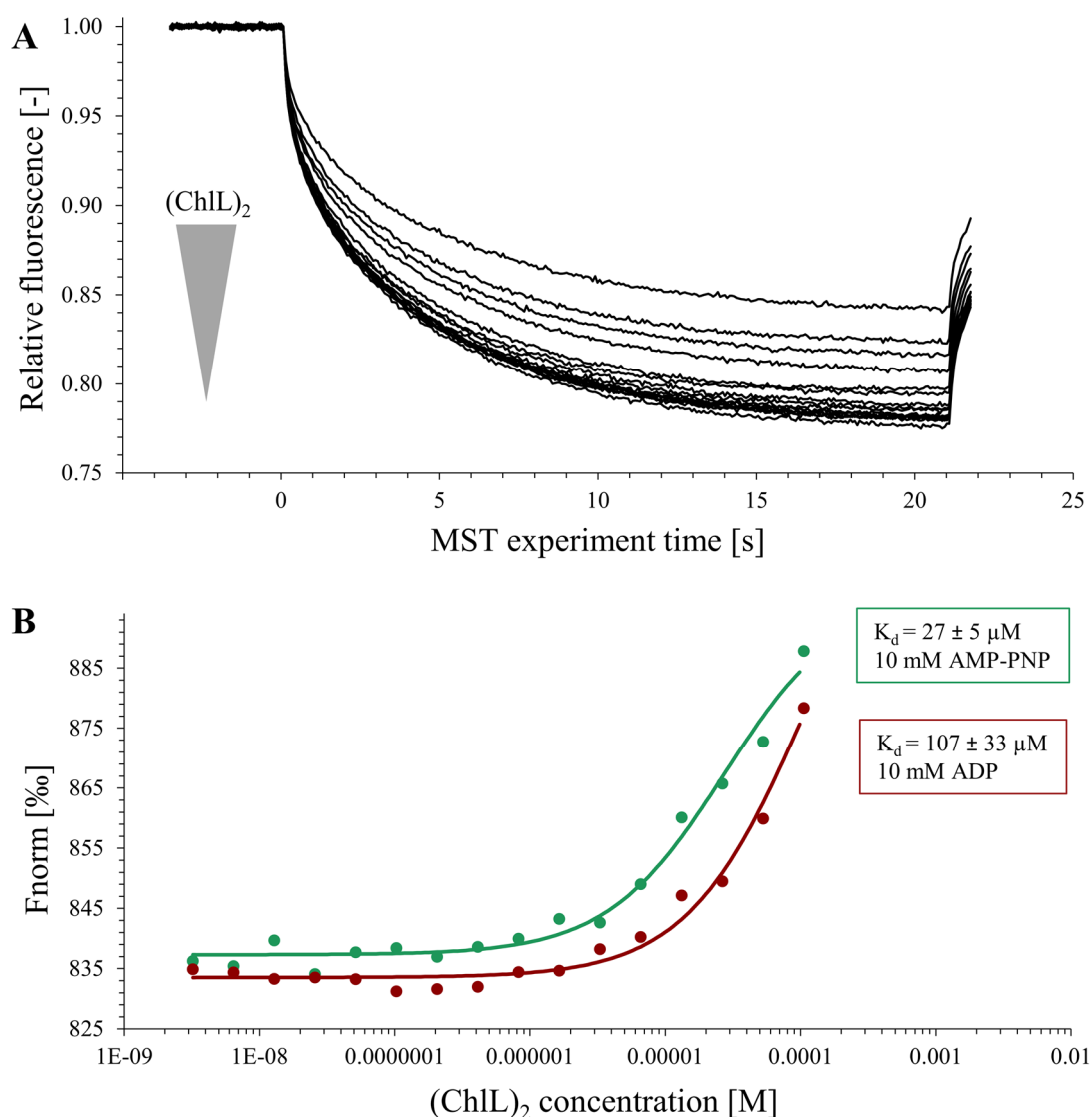 A
1.00
0.95
0.90
0.85
0.80
0.75
Relative fluorescence [-]
(ChlL)2
0 5 10 15 20 25
MST experiment time [s]
B
885
875
865
855
845
835
825
Fnorm [‰]
Kd = 27 ± 5 µM
10 mM AMP-PNP
Kd = 107 ± 33 µM
10 mM ADP
1E-09 1E-08 0.0000001 0.000001 0.00001 0.0001 0.001 0.01
(ChlL)2 concentration [M]